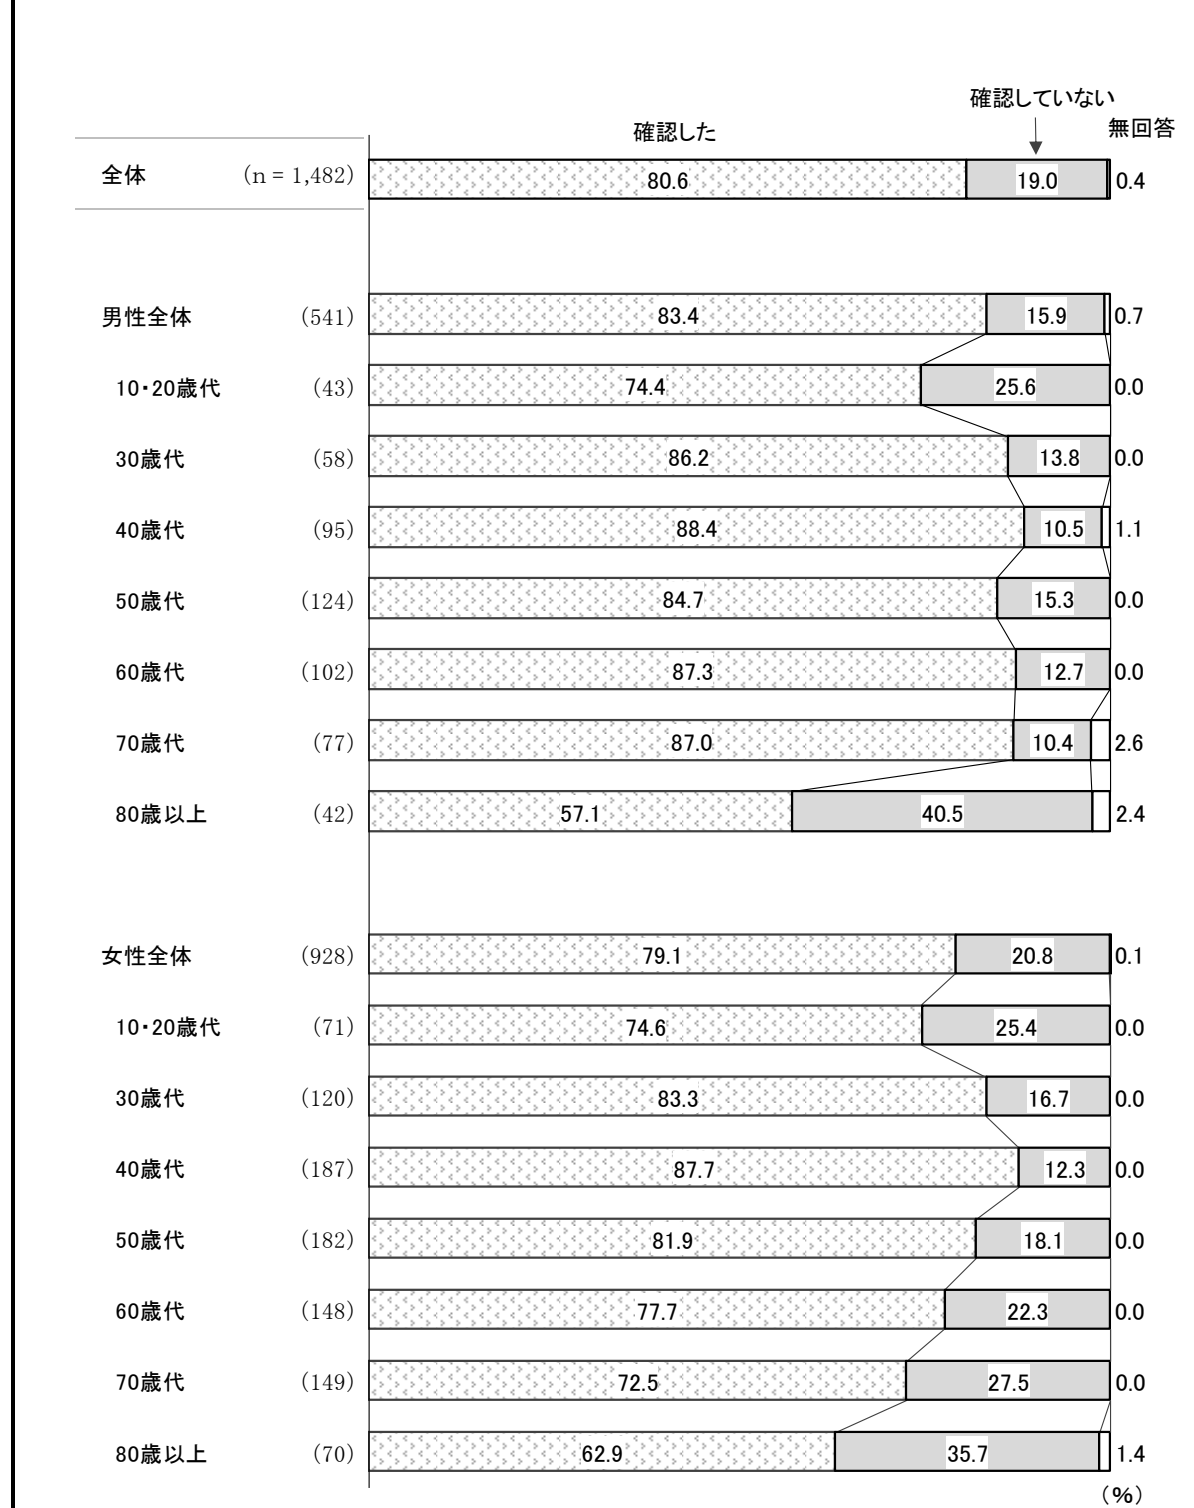 確認していない
確認した 無回答
全体 (n = 1,482) 80.6 19.0 0.4
男性全体 (541) 83.4 15.9 0.7
10・20歳代 (43) 74.4 25.6 0.0
30歳代 (58) 86.2 13.8 0.0
40歳代 (95) 88.4 10.5 1.1
50歳代 (124) 84.7 15.3 0.0
60歳代 (102) 87.3 12.7 0.0
70歳代 (77) 87.0 10.4 2.6
80歳以上 (42) 57.1 40.5 2.4
女性全体 (928) 79.1 20.8 0.1
10・20歳代 (71) 74.6 25.4 0.0
30歳代 (120) 83.3 16.7 0.0
40歳代 (187) 87.7 12.3 0.0
50歳代 (182) 81.9 18.1 0.0
60歳代 (148) 77.7 22.3 0.0
70歳代 (149) 72.5 27.5 0.0
80歳以上 (70) 62.9 35.7 1.4
(%)